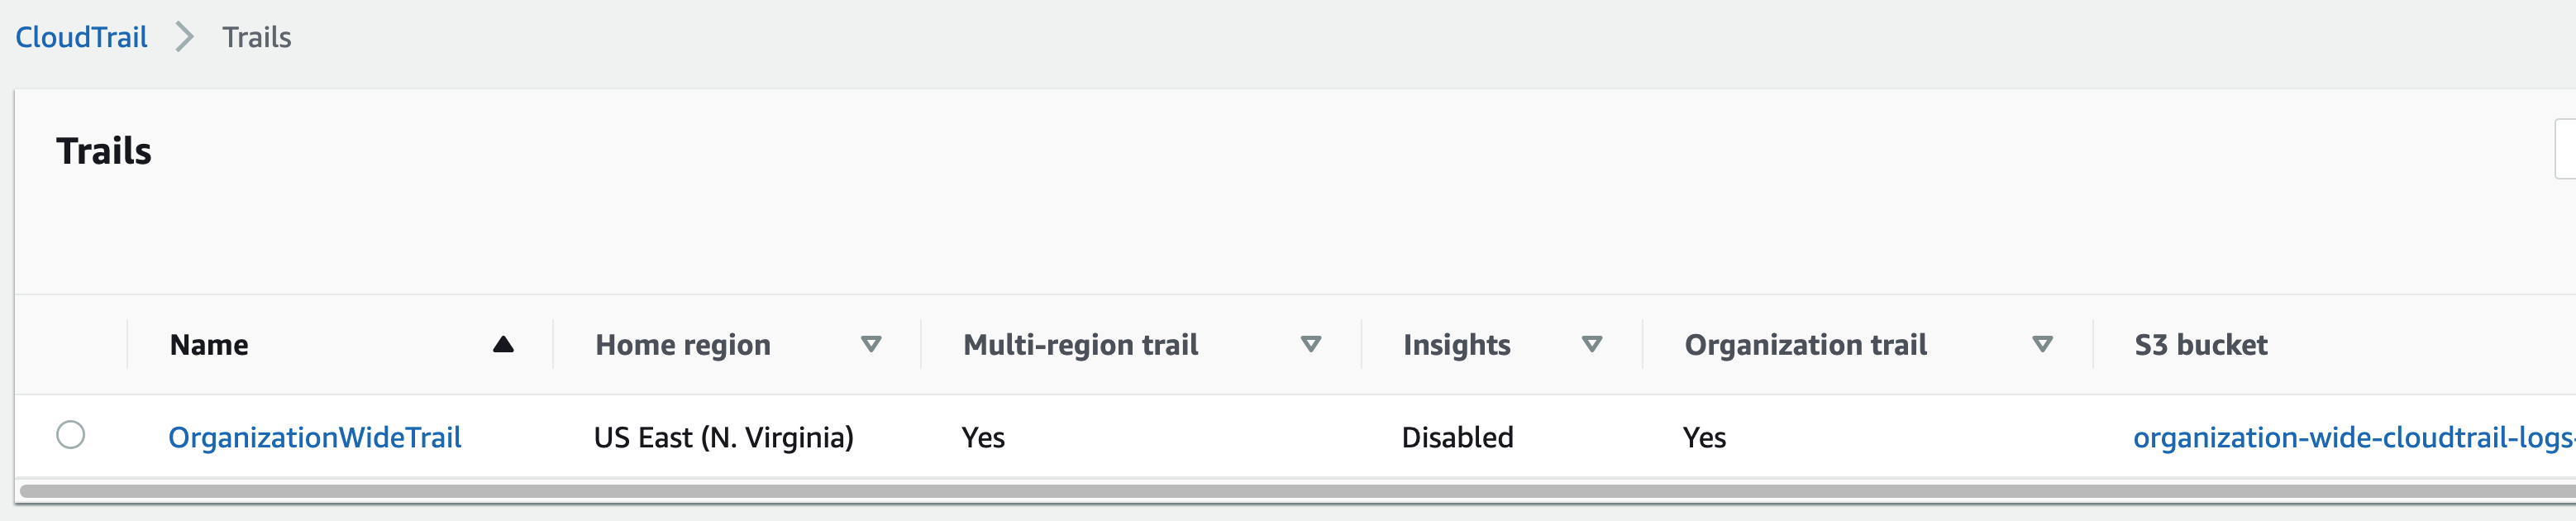 CloudTrail Trails
Trails
Name Home region Multi-region trail Insights Organization trail S3 bucket
OrganizationWideTrail US East (N. Virginia) Yes Disabled Yes organization-wide-cloudtrail-logs-